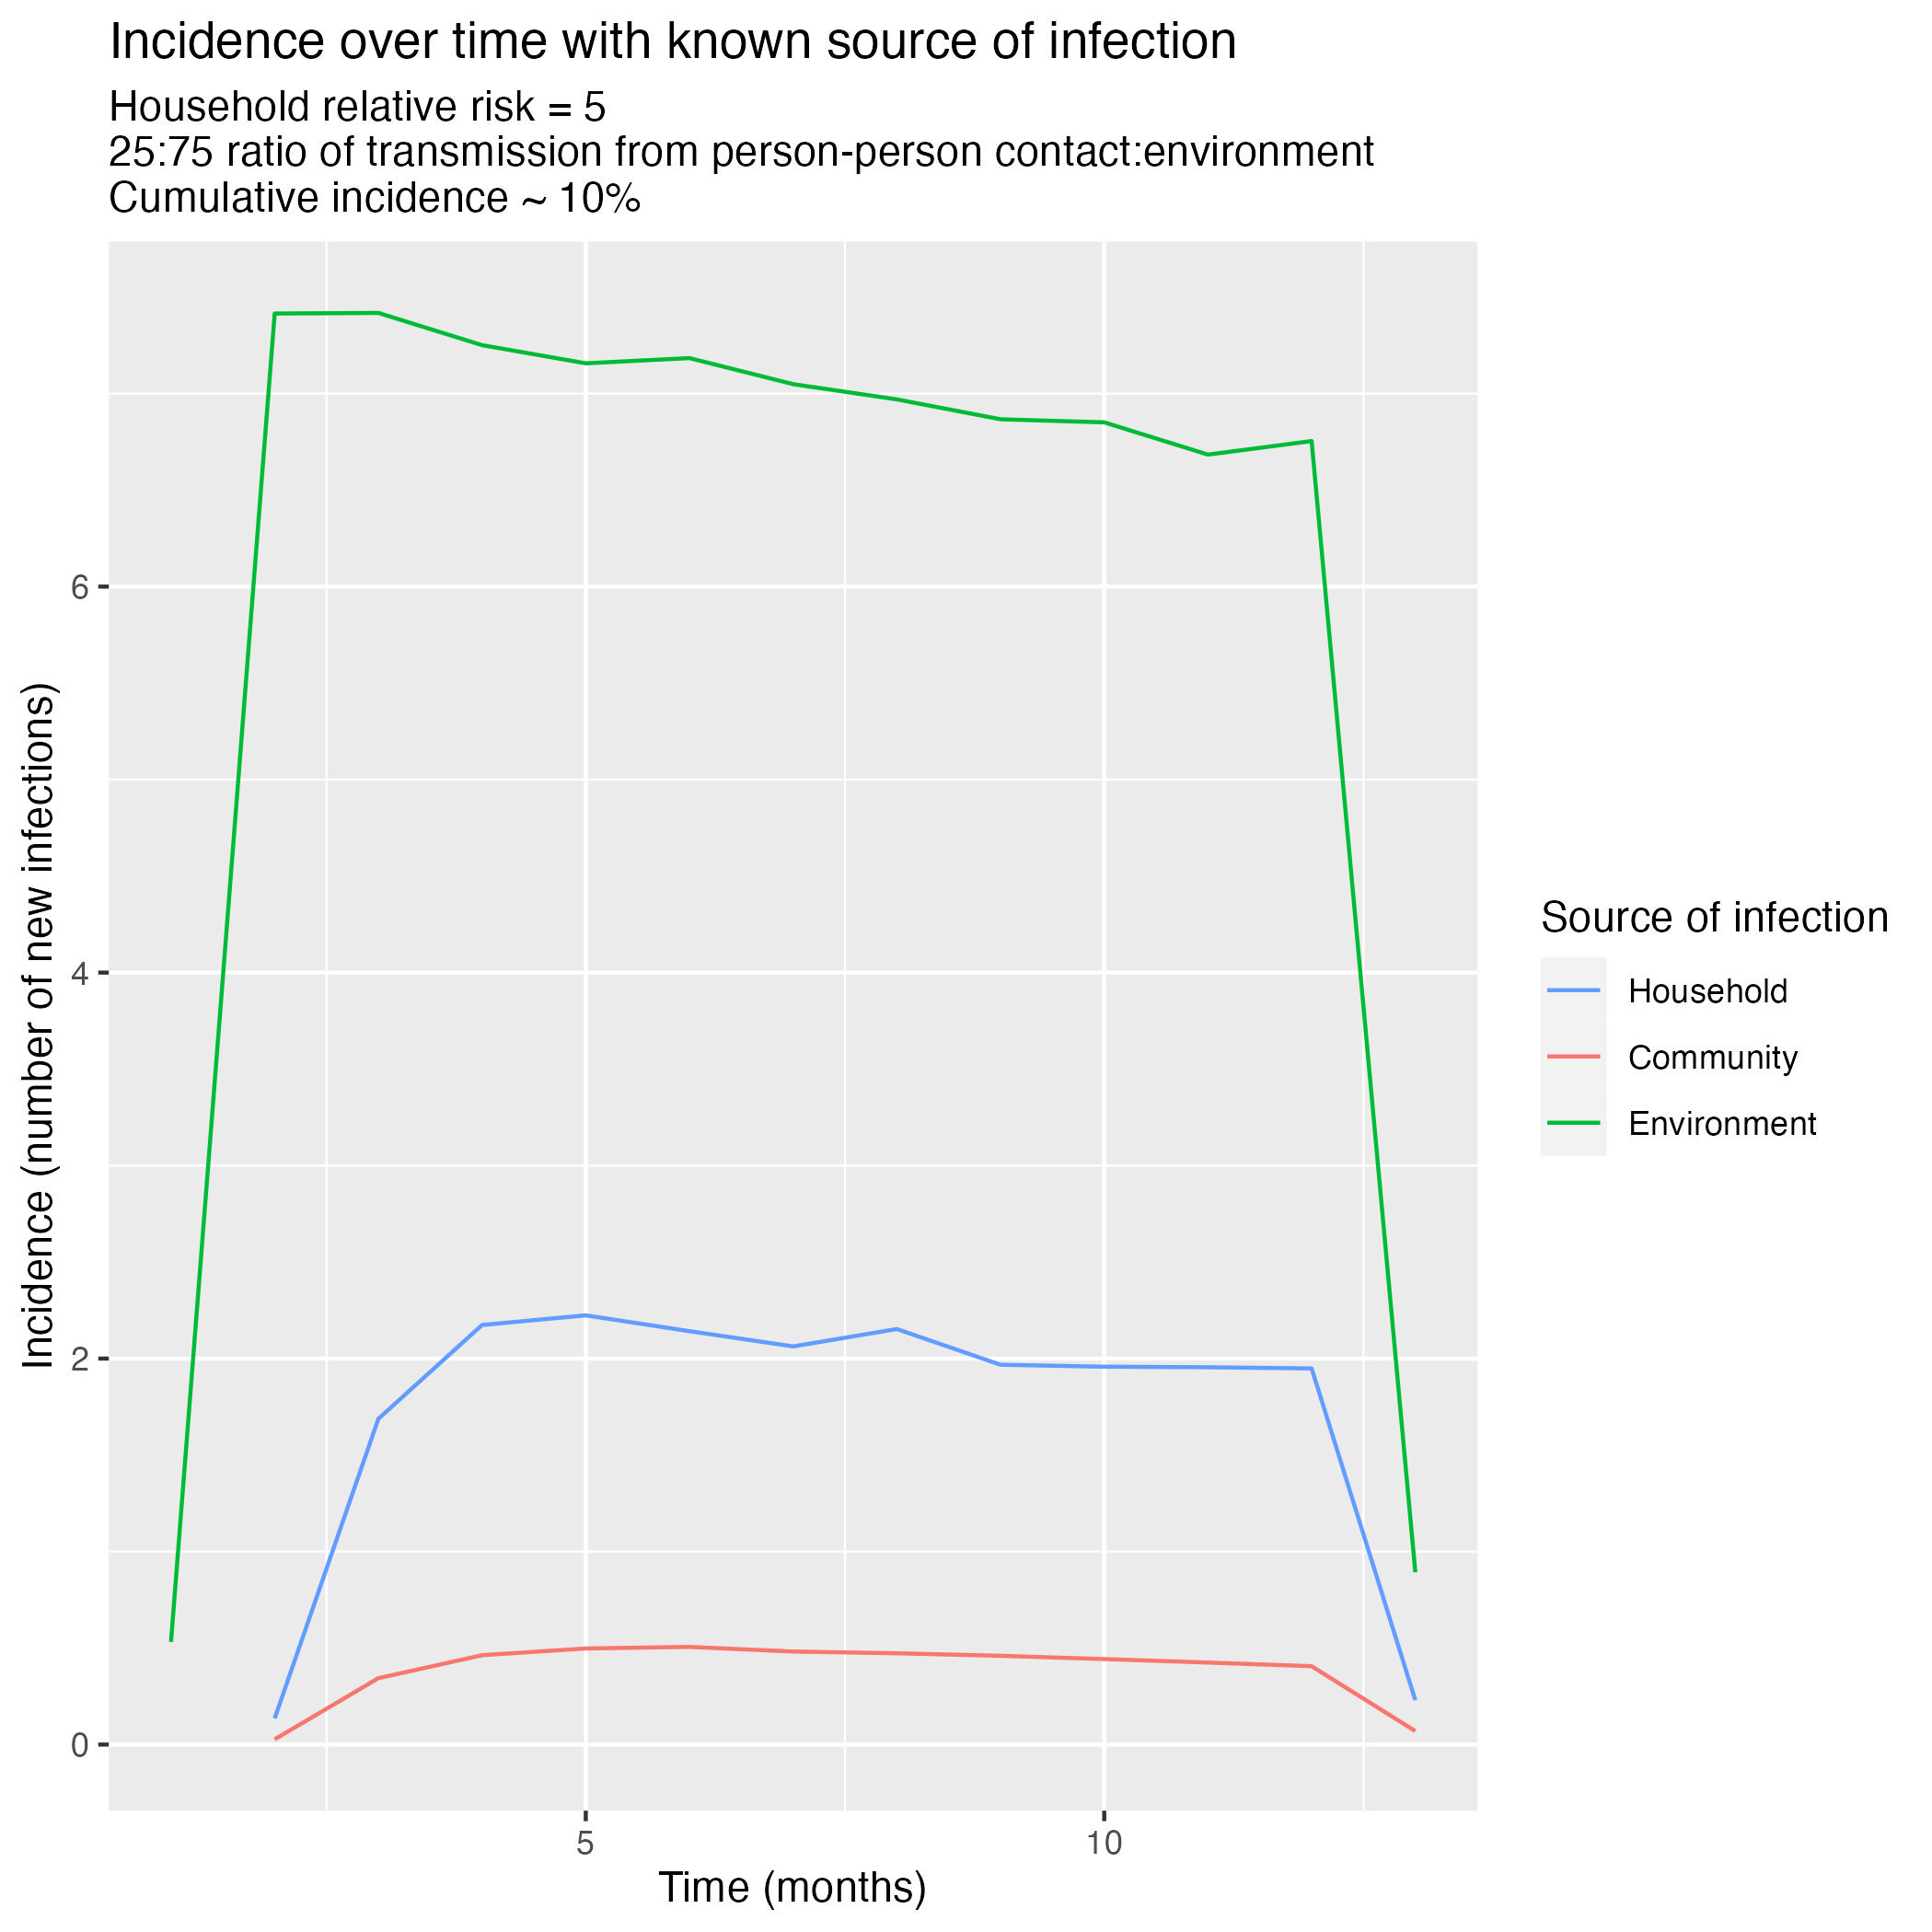 Incidence over time with known source of infection
Household relative risk = 5
25:75 ratio of transmission from person-person contact:environment
Cumulative incidence ~ 10%
Incidence (number of new infections)
6
4
2
0
5
10
Time (months)
Source of infection
Household
Community
Environment